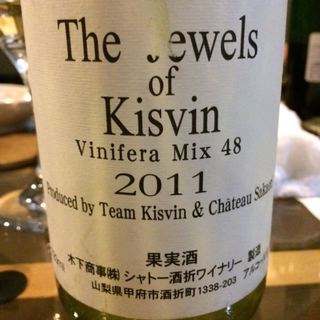 The Jewels
of
Kisvin
Vinifera Mix 48
2011
Produced by Team Kisvin & Château
果実酒
木下商事㈱ シャトー酒折ワイナリー 製造
山梨県甲府市酒折町1338-203